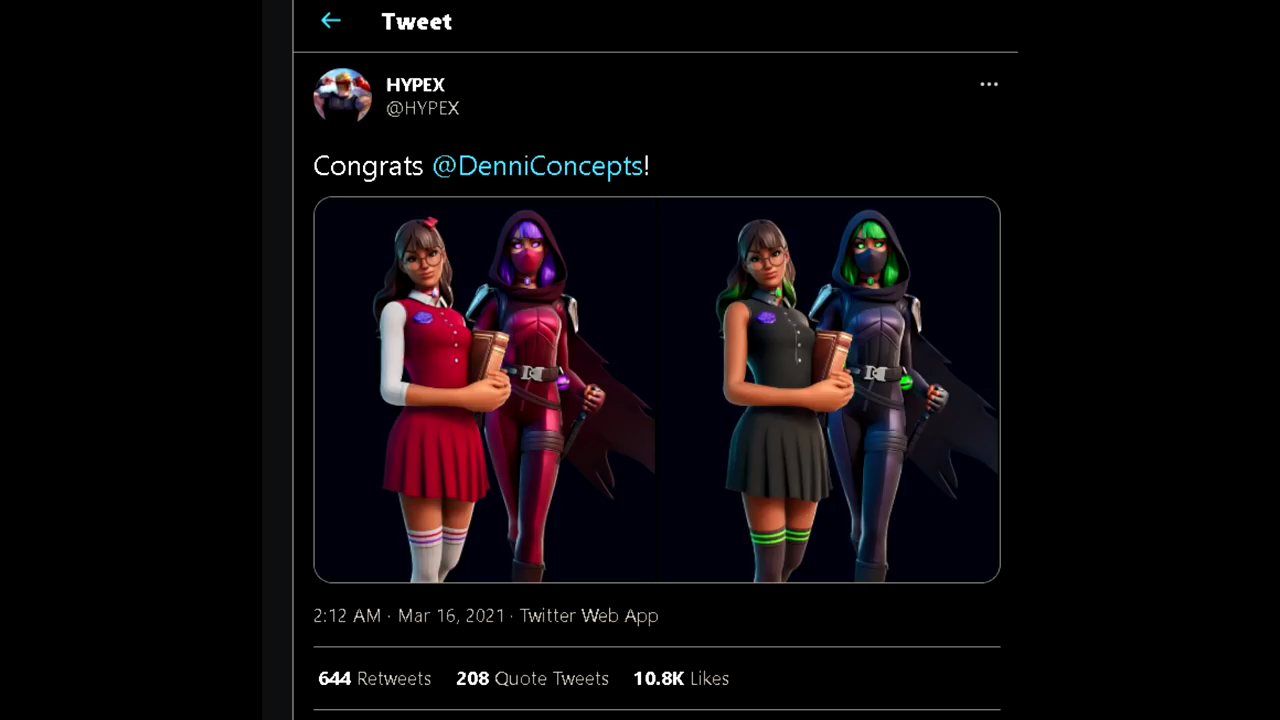 Tweet
HYPEX
@HYPEX
Congrats @DenniConcepts!
2:12 AM · Mar 16, 2021 · Twitter Web App
644 Retweets 208 Quote Tweets 10.8K Likes